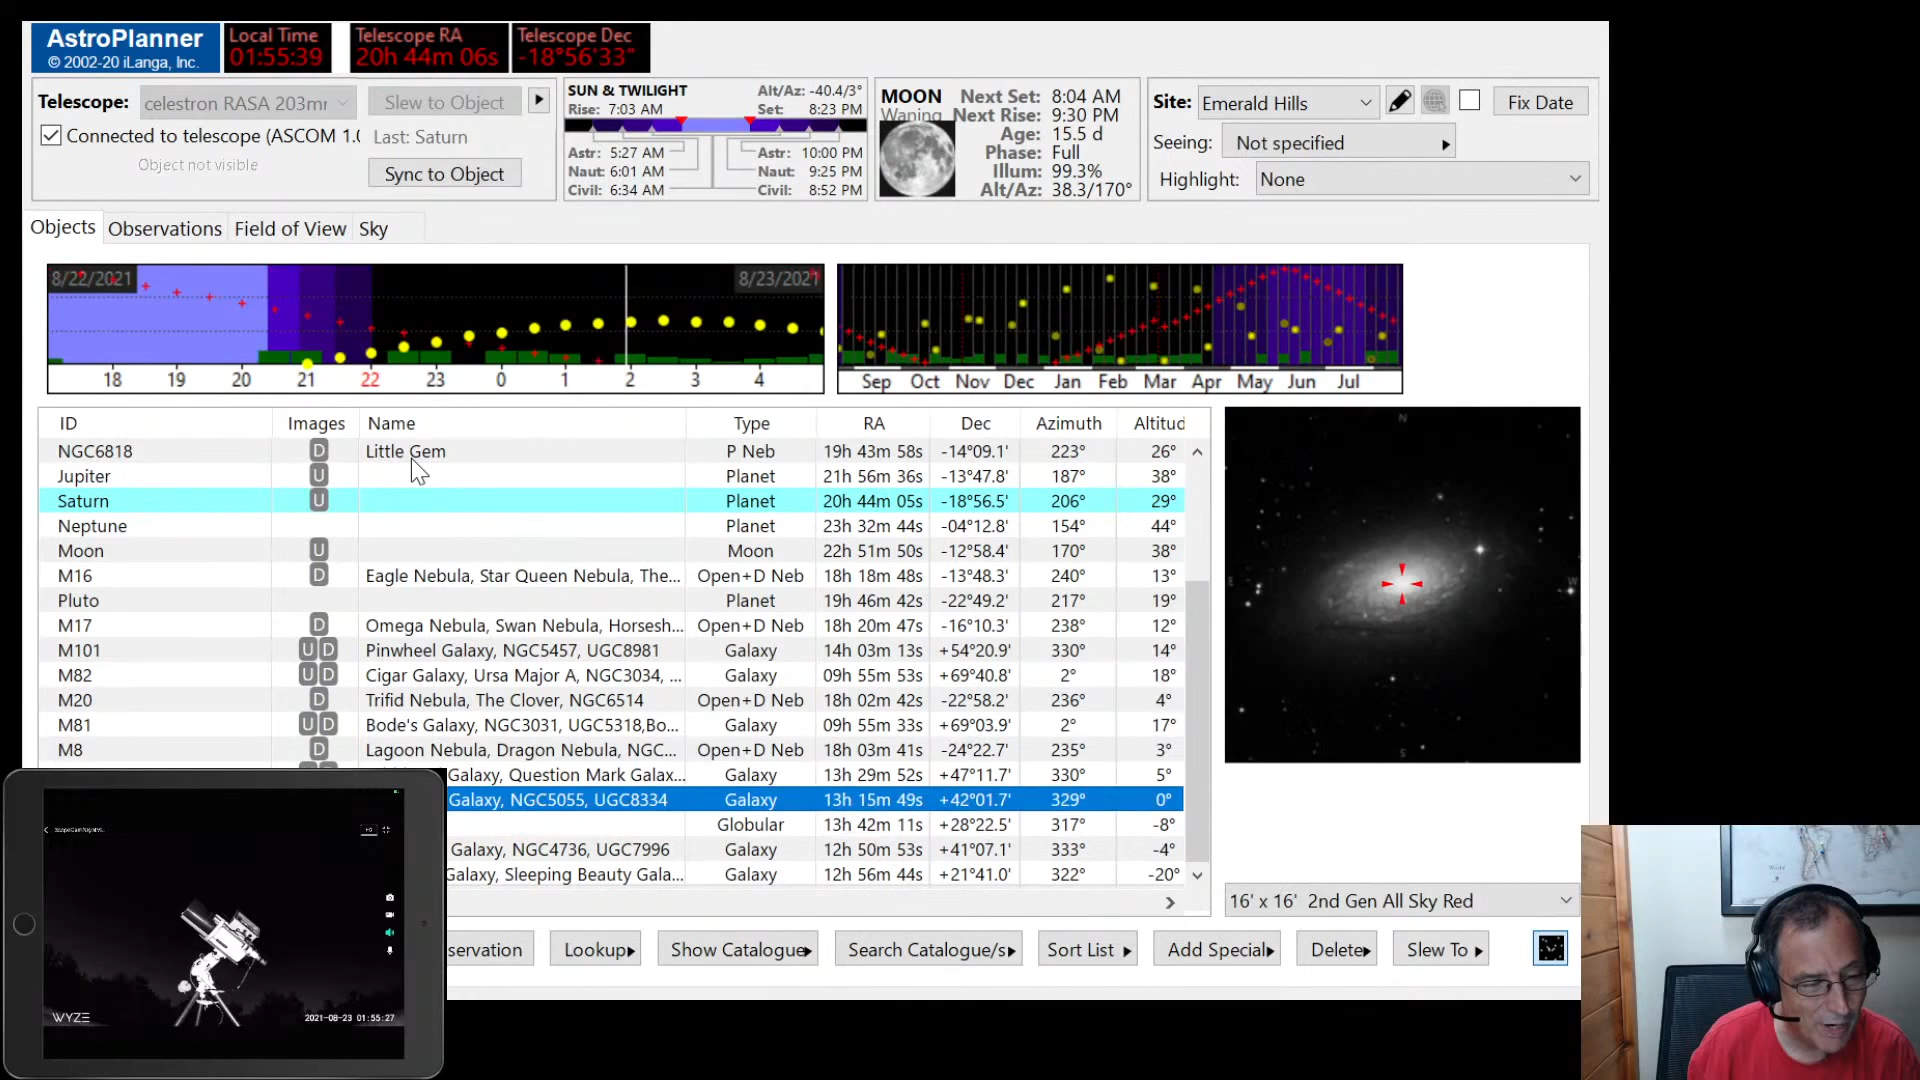 AstroPlanner
© 2002-20 iLanga, Inc.
Local Time
01:55:39
Telescope RA
20h 44m 06s
Telescope Dec
-18°56'33"
Telescope:
celestron RASA 203mr
Slew to Object
Connected to telescope (ASCOM 1.0
Last: Saturn
Object not visible
Sync to Object
SUN & TWILIGHT
Alt/Az: -40.4/3°
Rise: 7:03 AM
Set: 8:23 PM
Astr: 5:27 AM
Astr: 10:00 PM
Naut: 6:01 AM
Naut: 9:25 PM
Civil: 6:34 AM
Civil: 8:52 PM
MOON
Waning
Next Set: 8:04 AM
Next Rise: 9:30 PM
Age: 15.5 d
Phase: Full
Illum: 99.3%
Alt/Az: 38.3/170°
Site: Emerald Hills
Fix Date
Seeing: Not specified
Highlight: None
Objects Observations Field of View Sky
8/22/2021 8/23/2021
18 19 20 21 22 23 0 1 2 3 4
Sep Oct Nov Dec Jan Feb Mar Apr May Jun Jul
ID Images Name Type RA Dec Azimuth Altitud
NGC6818 D Little Gem P Neb 19h 43m 58s -14°09.1' 223° 26°
Jupiter U Planet 21h 56m 36s -13°47.8' 187° 38°
Saturn U Planet 20h 44m 05s -18°56.5' 206° 29°
Neptune Planet 23h 32m 44s -04°12.8' 154° 44°
Moon U Moon 22h 51m 50s -12°58.4' 170° 38°
M16 D Eagle Nebula, Star Queen Nebula, The... Open+D Neb 18h 18m 48s -13°48.3' 240° 13°
Pluto Planet 19h 46m 42s -22°49.2' 217° 19°
M17 D Omega Nebula, Swan Nebula, Horsesh... Open+D Neb 18h 20m 47s -16°10.3' 238° 12°
M101 U D Pinwheel Galaxy, NGC5457, UGC8981 Galaxy 14h 03m 13s +54°20.9' 330° 14°
M82 U D Cigar Galaxy, Ursa Major A, NGC3034, ... Galaxy 09h 55m 53s +69°40.8' 2° 18°
M20 D Trifid Nebula, The Clover, NGC6514 Open+D Neb 18h 02m 42s -22°58.2' 236° 4°
M81 U D Bode's Galaxy, NGC3031, UGC5318,Bo... Galaxy 09h 55m 33s +69°03.9' 2° 17°
M8 D Lagoon Nebula, Dragon Nebula, NGC... Open+D Neb 18h 03m 41s -24°22.7' 235° 3°
Galaxy, Question Mark Galax... Galaxy 13h 29m 52s +47°11.7' 330° 5°
Galaxy, NGC5055, UGC8334 Galaxy 13h 15m 49s +42°01.7' 329° 0°
Globular 13h 42m 11s +28°22.5' 317° -8°
Galaxy, NGC4736, UGC7996 Galaxy 12h 50m 53s +41°07.1' 333° -4°
Galaxy, Sleeping Beauty Gala... Galaxy 12h 56m 44s +21°41.0' 322° -20°
N
E
W
S
16' x 16' 2nd Gen All Sky Red
servation
Lookup
Show Catalogue
Search Catalogue/s
Sort List
Add Special
Delete
Slew To
HD
WYZE
2021-08-23 01:55:27